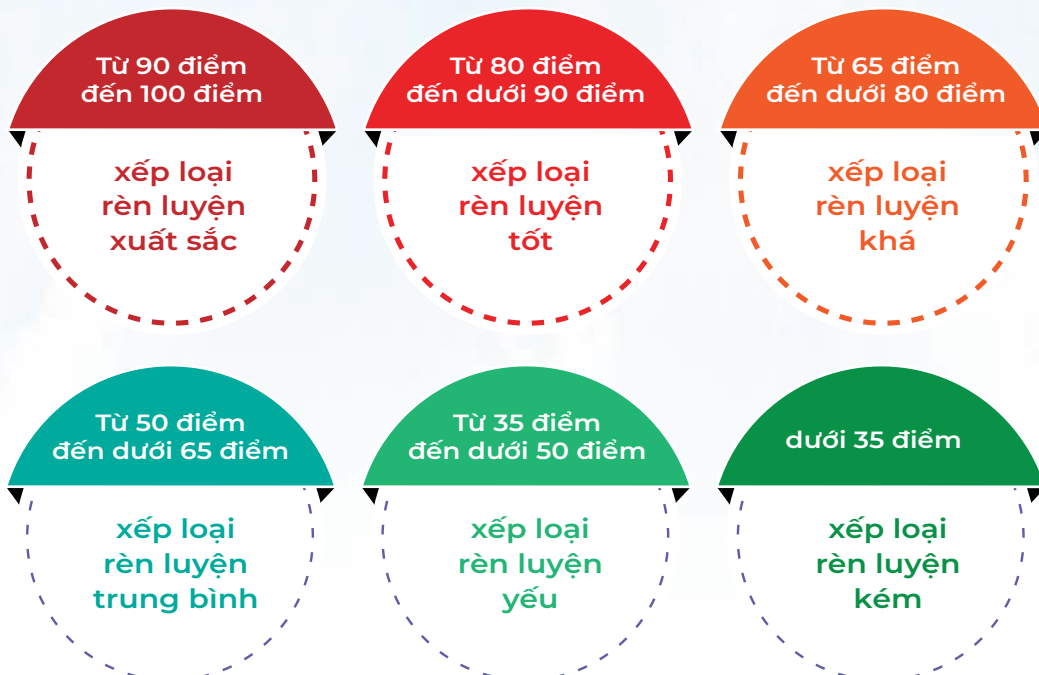 Từ 90 điểm
đến 100 điểm
xếp loại
rèn luyện
xuất sắc
Từ 80 điểm
đến dưới 90 điểm
xếp loại
rèn luyện
tốt
Từ 65 điểm
đến dưới 80 điểm
xếp loại
rèn luyện
khá
Từ 50 điểm
đến dưới 65 điểm
xếp loại
rèn luyện
trung bình
Từ 35 điểm
đến dưới 50 điểm
xếp loại
rèn luyện
yếu
dưới 35 điểm
xếp loại
rèn luyện
kém